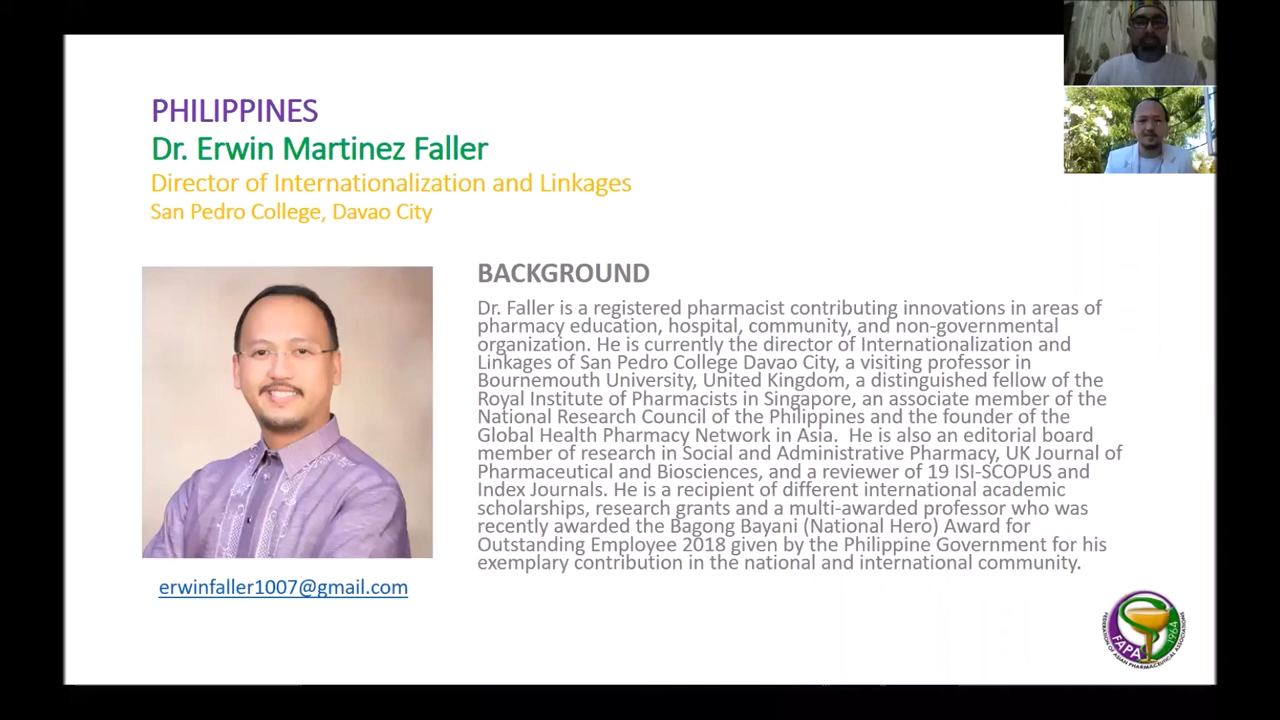 PHILIPPINES
Dr. Erwin Martinez Faller
Director of Internationalization and Linkages
San Pedro College, Davao City
BACKGROUND
Dr. Faller is a registered pharmacist contributing innovations in areas of
pharmacy education, hospital, community, and non-governmental
organization. He is currently the director of Internationalization and
Linkages of San Pedro College Davao City, a visiting professor in
Bournemouth University, United Kingdom, a distinguished fellow of the
Royal Institute of Pharmacists in Singapore, an associate member of the
National Research Council of the Philippines and the founder of the
Global Health Pharmacy Network in Asia.  He is also an editorial board
member of research in Social and Administrative Pharmacy, UK Journal of
Pharmaceutical and Biosciences, and a reviewer of 19 ISI-SCOPUS and
Index Journals. He is a recipient of different international academic
scholarships, research grants and a multi-awarded professor who was
recently awarded the Bagong Bayani (National Hero) Award for
Outstanding Employee 2018 given by the Philippine Government for his
exemplary contribution in the national and international community.
erwinfaller1007@gmail.com
FAPA 1964
FEDERATION OF ASIAN PHARMACEUTICAL ASSOCIATIONS